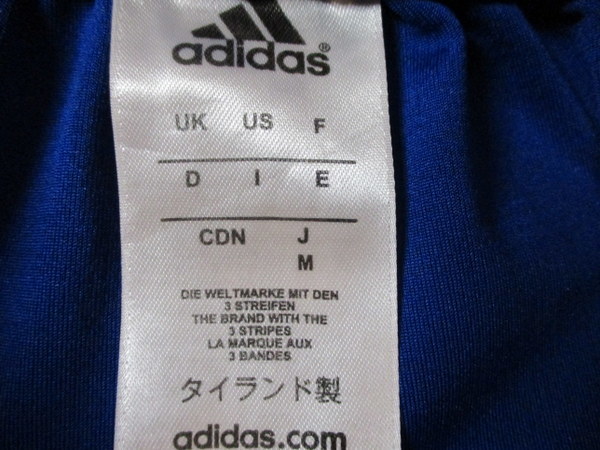 adidas®
UK US F
D I E
CDN J
M
DIE WELTMARKE MIT DEN
3 STREIFEN
THE BRAND WITH THE
3 STRIPES
LA MARQUE AUX
3 BANDES
タイランド製
adidas.com